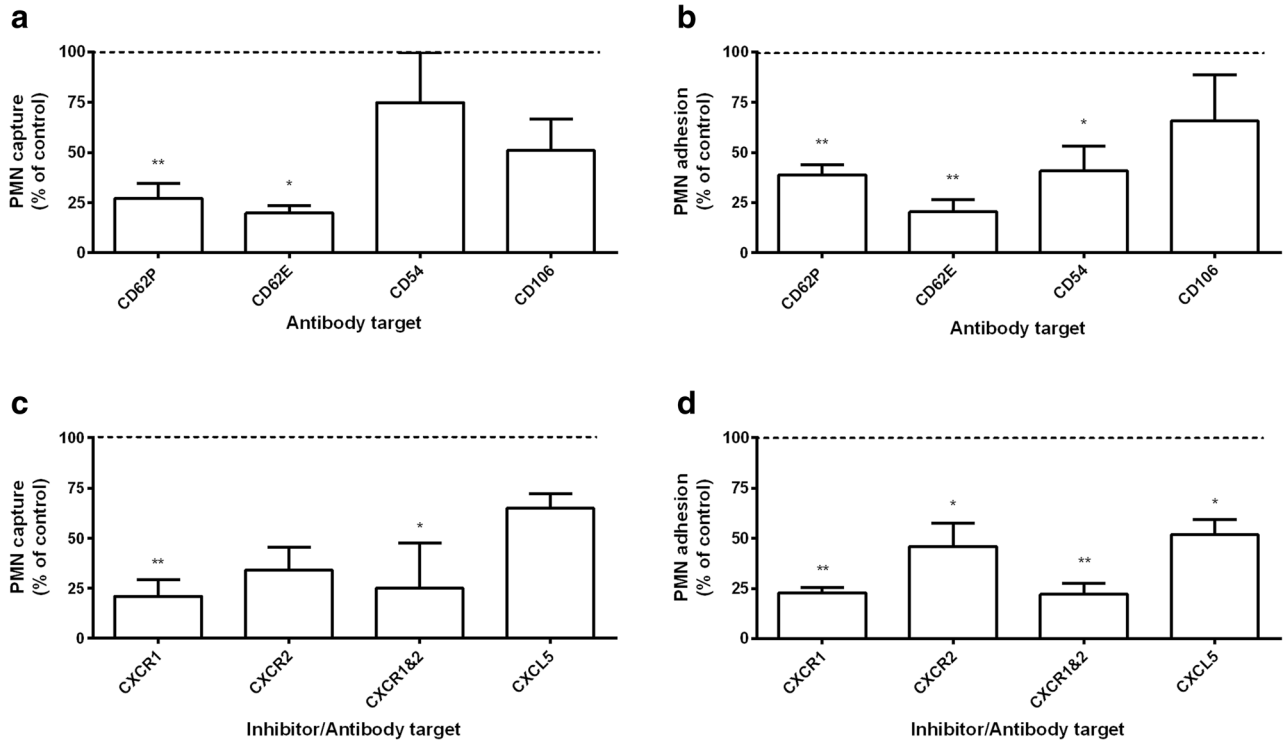 a
PMN capture
(% of control)
100
75
50
25
0
**
*
CD62P
CD62E
CD54
CD106
Antibody target
b
PMN adhesion
(% of control)
100
75
50
25
0
**
**
*
CD62P
CD62E
CD54
CD106
Antibody target
c
PMN capture
(% of control)
100
75
50
25
0
**
*
CXCR1
CXCR2
CXCR1&2
CXCL5
Inhibitor/Antibody target
d
PMN adhesion
(% of control)
100
75
50
25
0
**
*
**
*
CXCR1
CXCR2
CXCR1&2
CXCL5
Inhibitor/Antibody target